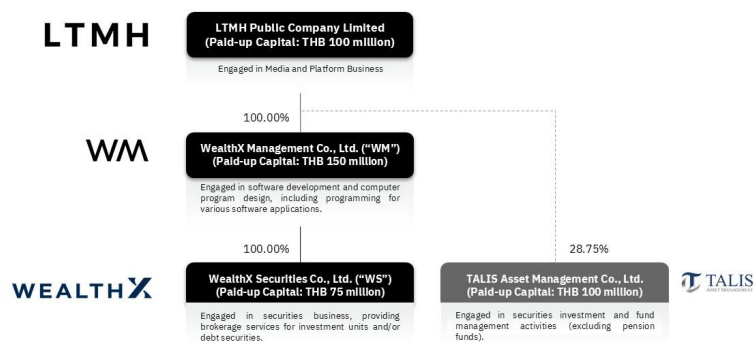 LTMH
LTMH Public Company Limited
(Paid-up Capital: THB 100 million)
Engaged in Media and Platform Business
100.00%
WM
WealthX Management Co., Ltd. (“WM”)
(Paid-up Capital: THB 150 million)
Engaged in software development and computer
program design, including programming for
various software applications.
100.00%
28.75%
WEALTHX
WealthX Securities Co., Ltd. (“WS”)
(Paid-up Capital: THB 75 million)
Engaged in securities business, providing
brokerage services for investment units and/or
debt securities.
TALIS Asset Management Co., Ltd.
(Paid-up Capital: THB 100 million)
Engaged in securities investment and fund
management activities (excluding pension
funds).
TALIS
ASSET MANAGEMENT